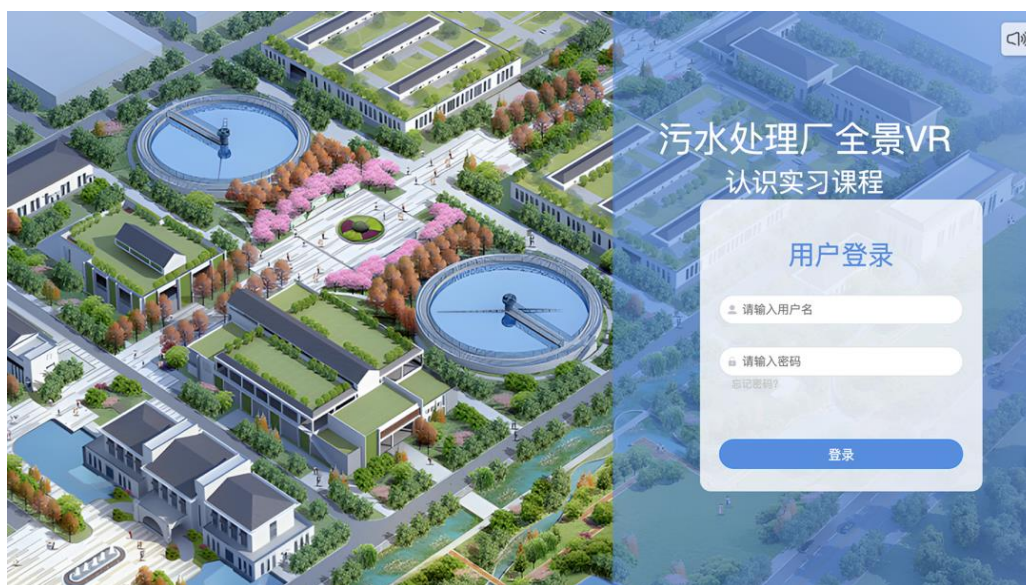 污水处理厂全景VR
认识实习课程
用户登录
请输入用户名
请输入密码
忘记密码?
登录